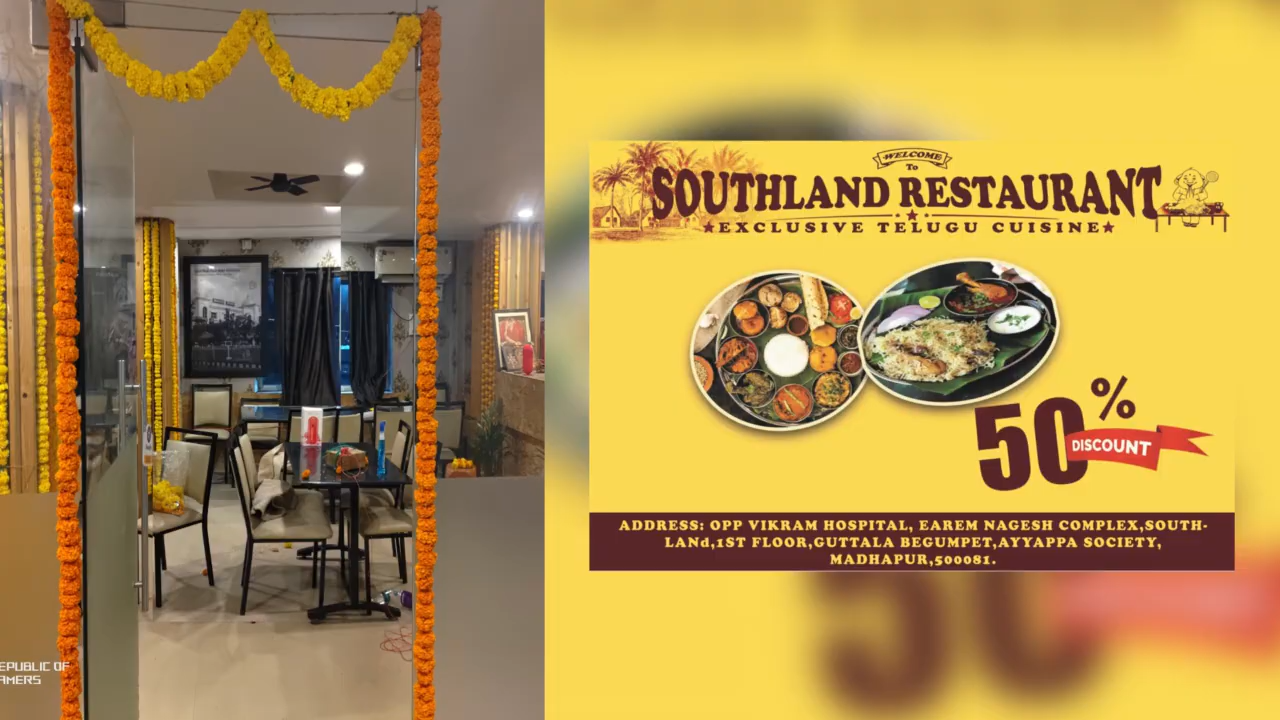 EPUBLIC OF
AMERS
WELCOME
To
SOUTHLAND RESTAURANT
★EXCLUSIVE TELUGU CUISINE★
50%
DISCOUNT
ADDRESS: OPP VIKRAM HOSPITAL, EAREM NAGESH COMPLEX,SOUTH-
LANd,1ST FLOOR,GUTTALA BEGUMPET,AYYAPPA SOCIETY,
MADHAPUR,500081.
50